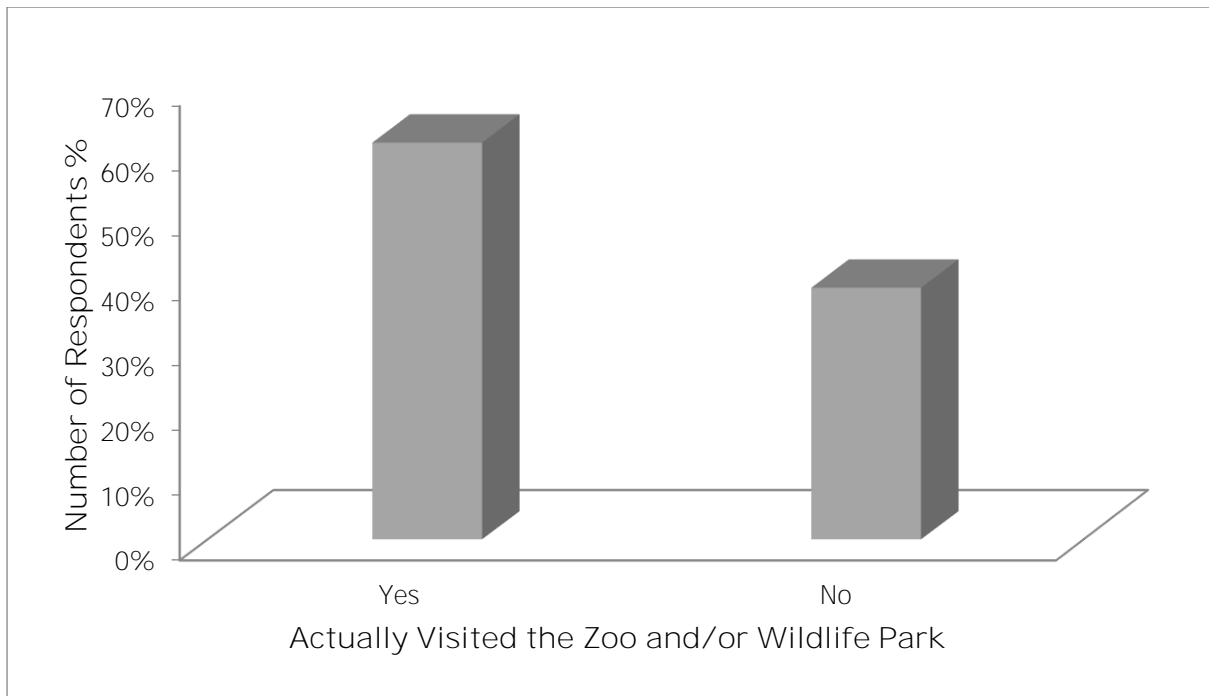 70%
60%
50%
40%
30%
20%
10%
0%
Number of Respondents %
Yes No
Actually Visited the Zoo and/or Wildlife Park